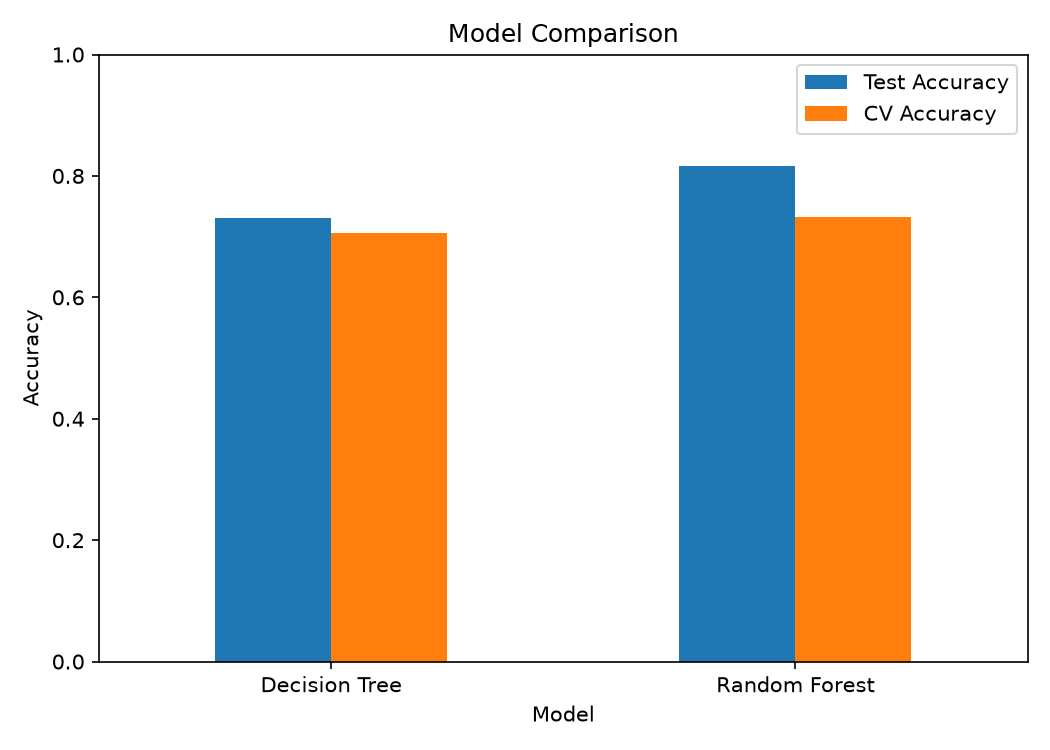 Model Comparison
Test Accuracy
CV Accuracy
Accuracy
1.0
0.8
0.6
0.4
0.2
0.0
Decision Tree
Random Forest
Model